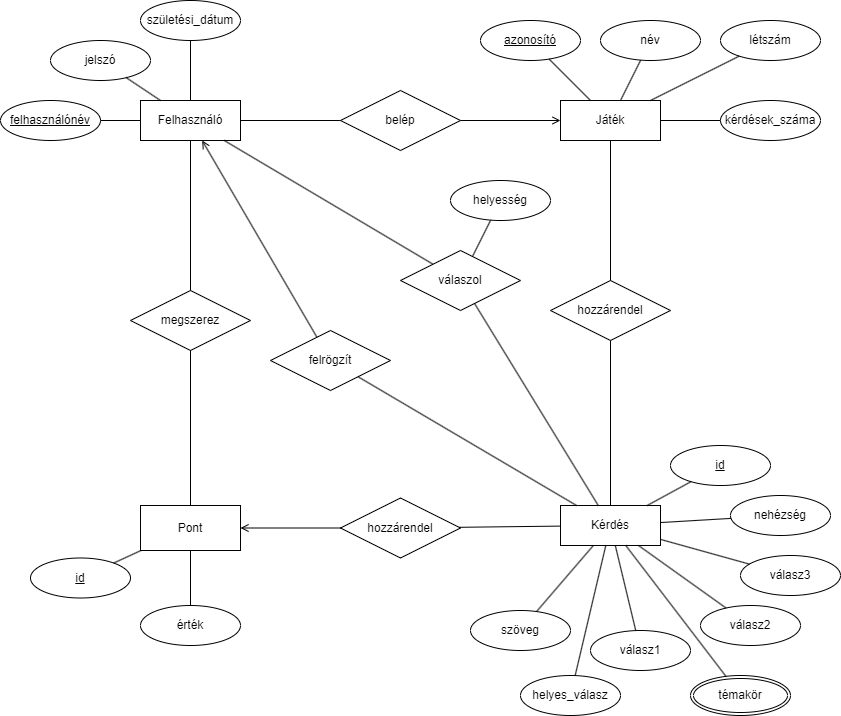 születési_dátum
jelszó
felhasználónév
Felhasználó
belép
azonosító
név
létszám
Játék
kérdések_száma
helyesség
válaszol
hozzárendel
megszerez
felrögzít
id
nehézség
Pont
hozzárendel
Kérdés
id
válasz3
érték
szöveg
válasz2
válasz1
helyes_válasz
témakör